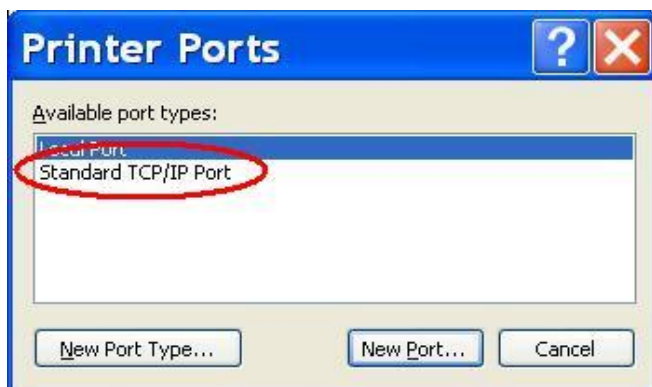 Printer Ports
Available port types:
Local Port
Standard TCP/IP Port
New Port Type...
New Port...
Cancel